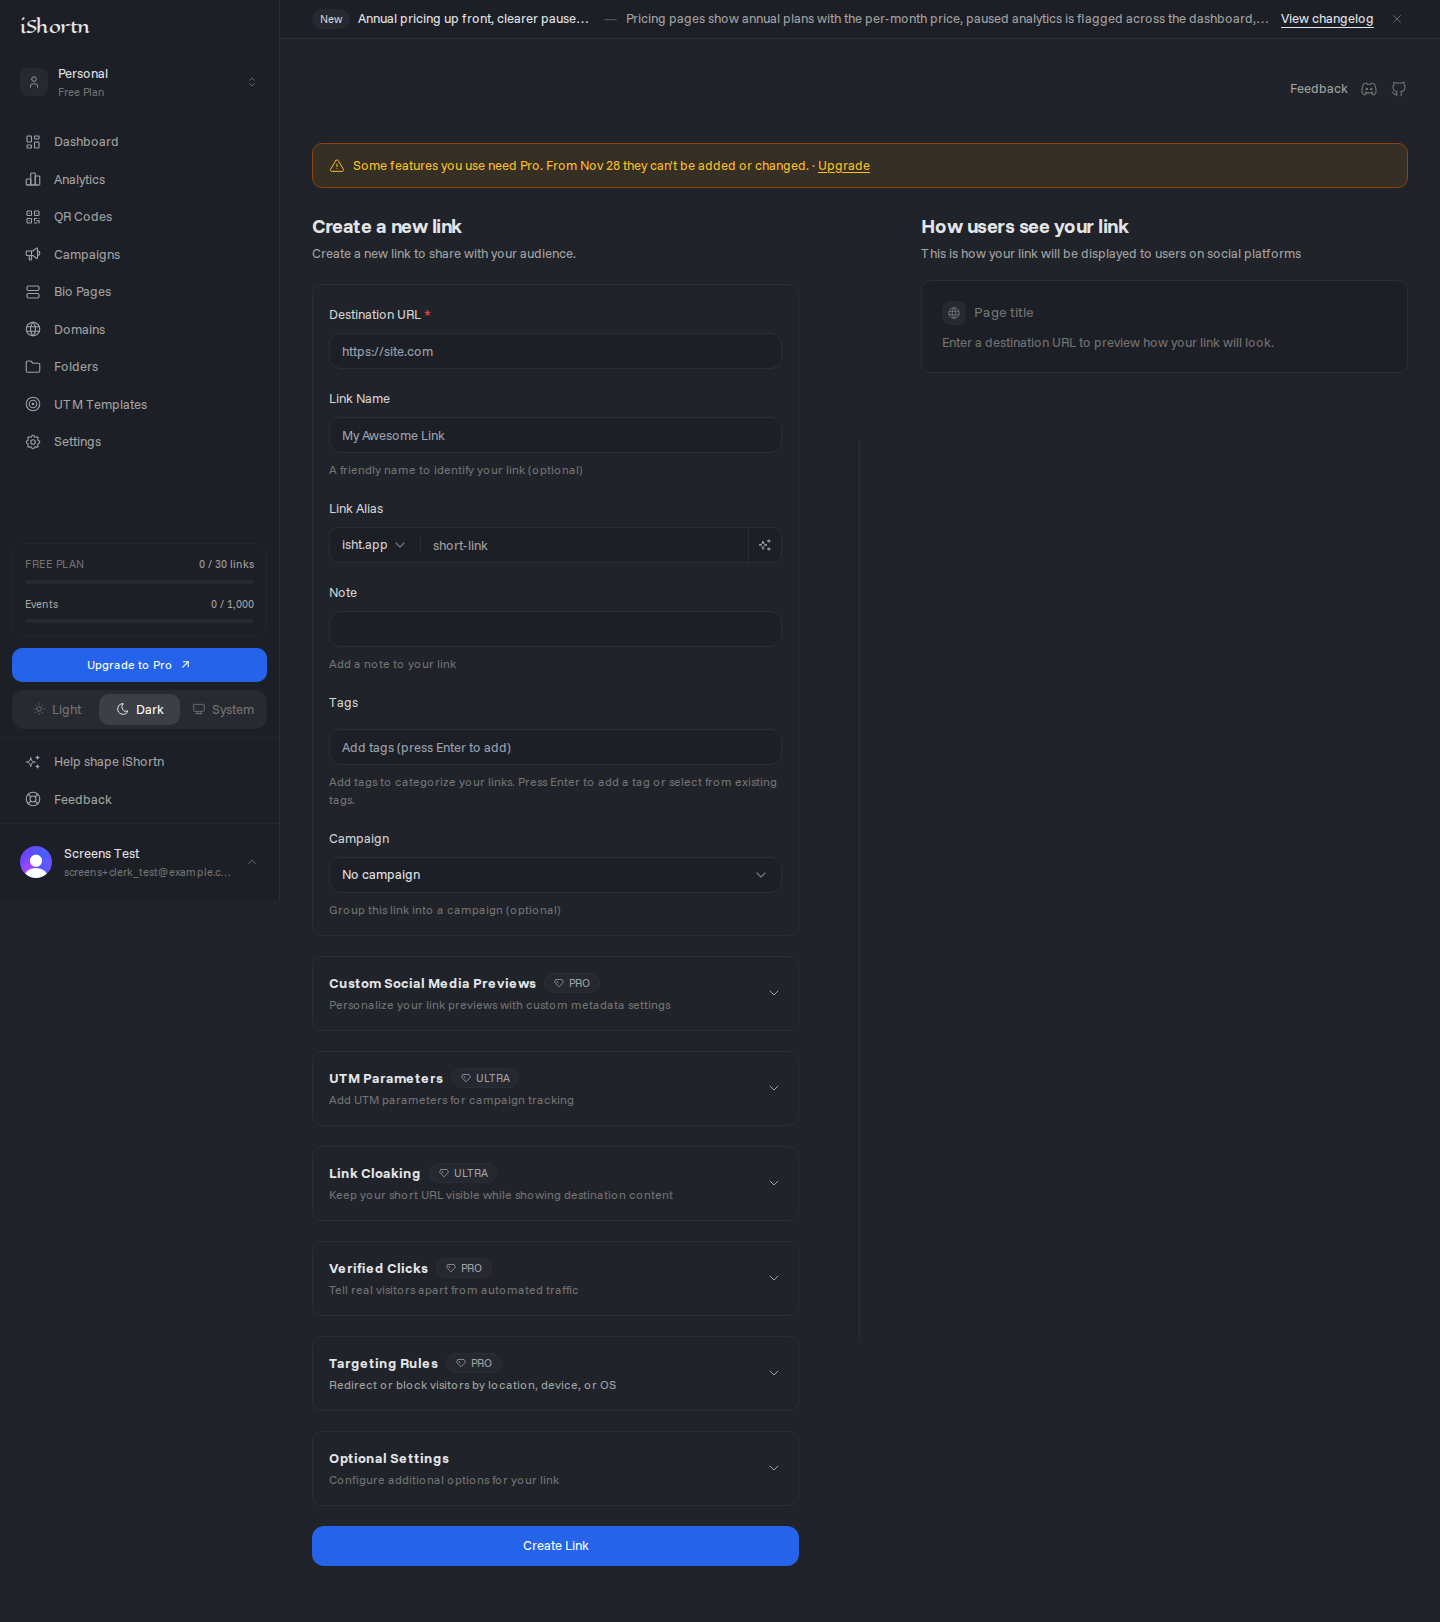 iShortn
Personal
Free Plan
Dashboard
Analytics
QR Codes
Campaigns
Bio Pages
Domains
Folders
UTM Templates
Settings
FREE PLAN 0 / 30 links
Events 0 / 1,000
Upgrade to Pro
Light Dark System
Help shape iShortn
Feedback
Screens Test
screens+clerk_test@example.c...
New Annual pricing up front, clearer pause... — Pricing pages show annual plans with the per-month price, paused analytics is flagged across the dashboard,... View changelog
Feedback
Some features you use need Pro. From Nov 28 they can't be added or changed. · Upgrade
Create a new link
Create a new link to share with your audience.
Destination URL *
https://site.com
Link Name
My Awesome Link
A friendly name to identify your link (optional)
Link Alias
isht.app short-link
Note
Add a note to your link
Tags
Add tags (press Enter to add)
Add tags to categorize your links. Press Enter to add a tag or select from existing
tags.
Campaign
No campaign
Group this link into a campaign (optional)
Custom Social Media Previews PRO
Personalize your link previews with custom metadata settings
UTM Parameters ULTRA
Add UTM parameters for campaign tracking
Link Cloaking ULTRA
Keep your short URL visible while showing destination content
Verified Clicks PRO
Tell real visitors apart from automated traffic
Targeting Rules PRO
Redirect or block visitors by location, device, or OS
Optional Settings
Configure additional options for your link
Create Link
How users see your link
This is how your link will be displayed to users on social platforms
Page title
Enter a destination URL to preview how your link will look.